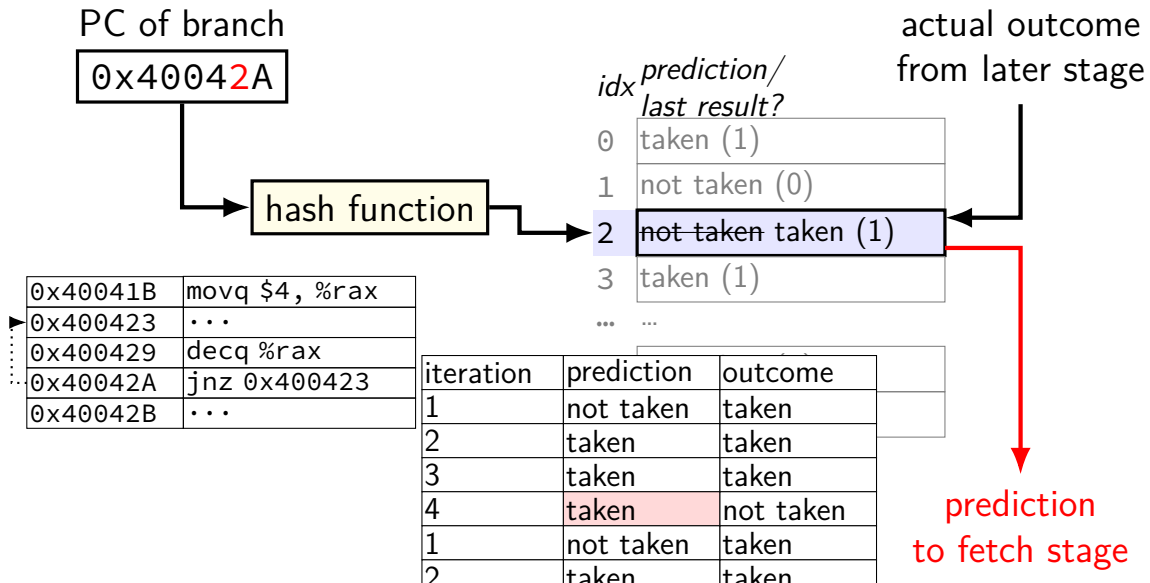 PC of branch
0x40042A
actual outcome
from later stage
idx prediction/
last result?
0 taken (1)
1 not taken (0)
hash function
2 not taken taken (1)
3 taken (1)
... ...
0x40041B movq $4, %rax
0x400423 ...
0x400429 decq %rax
0x40042A jnz 0x400423
0x40042B ...
iteration prediction outcome
1 not taken taken
2 taken taken
3 taken taken
4 taken not taken
1 not taken taken
2 taken taken
prediction
to fetch stage